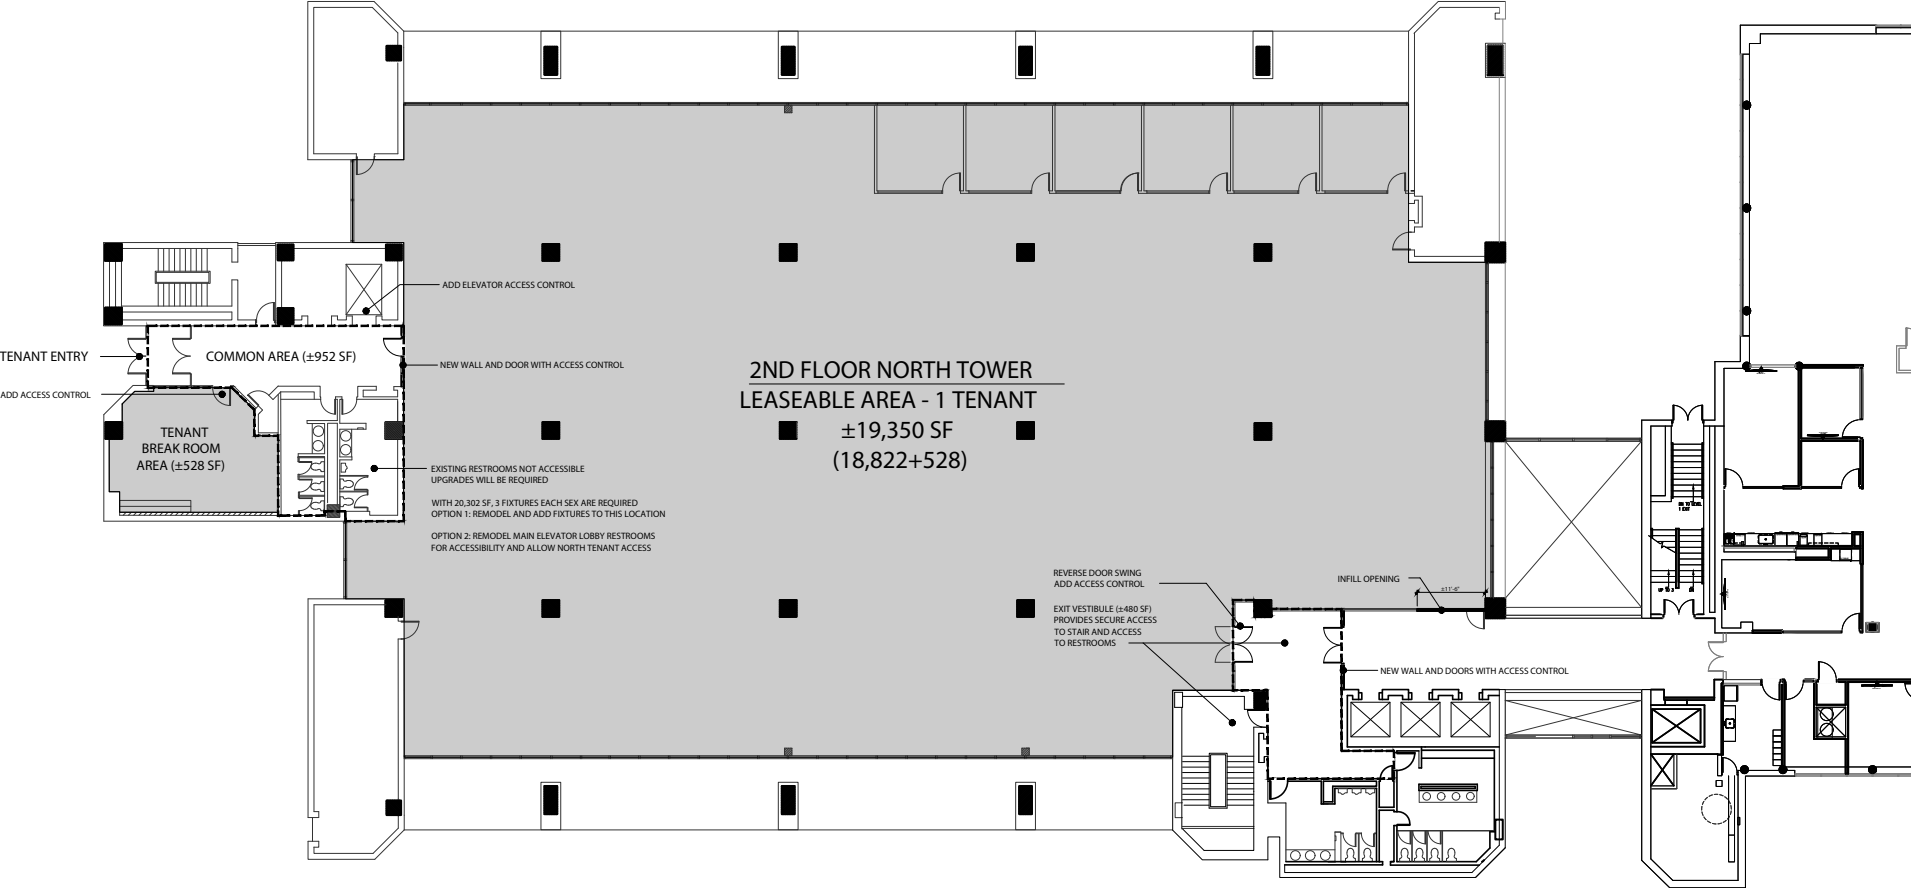 ADD ELEVATOR ACCESS CONTROL
TENANT ENTRY
COMMON AREA (±952 SF)
NEW WALL AND DOOR WITH ACCESS CONTROL
ADD ACCESS CONTROL
TENANT
BREAK ROOM
AREA (±528 SF)
2ND FLOOR NORTH TOWER
LEASEABLE AREA - 1 TENANT
±19,350 SF
(18,822+528)
EXISTING RESTROOMS NOT ACCESSIBLE
UPGRADES WILL BE REQUIRED
WITH 20,302 SF, 3 FIXTURES EACH SEX ARE REQUIRED
OPTION 1: REMODEL AND ADD FIXTURES TO THIS LOCATION
OPTION 2: REMODEL MAIN ELEVATOR LOBBY RESTROOMS
FOR ACCESSIBILITY AND ALLOW NORTH TENANT ACCESS
REVERSE DOOR SWING
ADD ACCESS CONTROL
EXIT VESTIBULE (±480 SF)
PROVIDES SECURE ACCESS
TO STAIR AND ACCESS
TO RESTROOMS
INFILL OPENING
±11'-6"
NEW WALL AND DOORS WITH ACCESS CONTROL